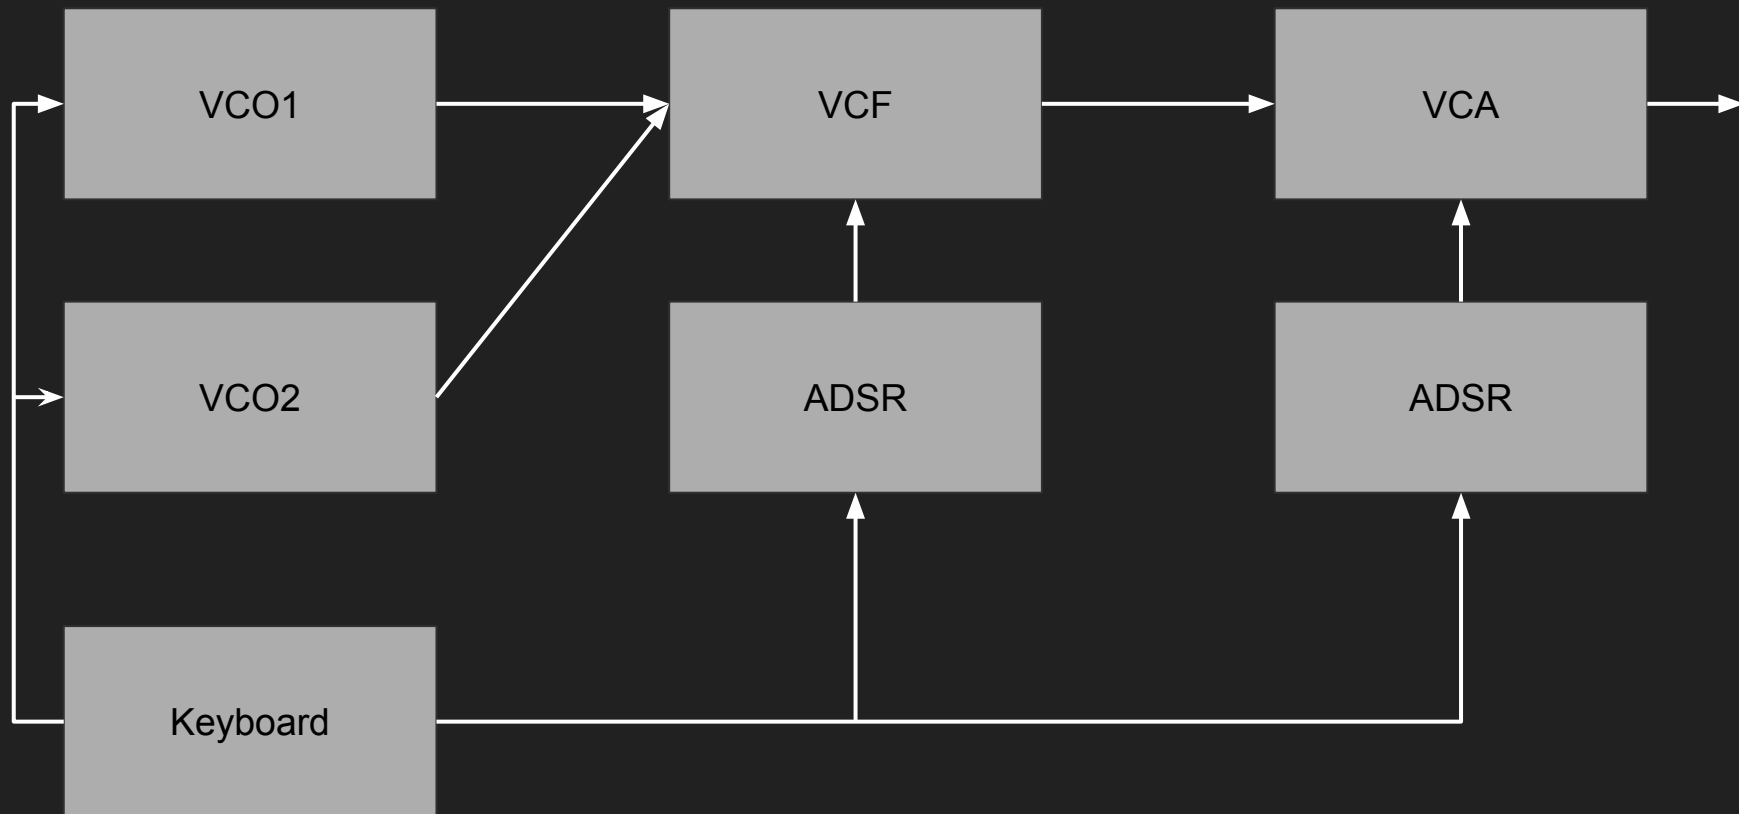 VCO1
VCF
VCA
VCO2
ADSR
ADSR
Keyboard